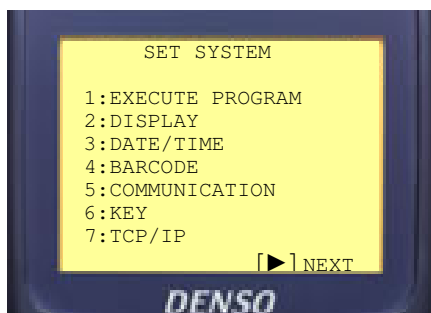 SET SYSTEM
1:EXECUTE PROGRAM
2:DISPLAY
3:DATE/TIME
4:BARCODE
5:COMMUNICATION
6:KEY
7:TCP/IP
[▶] NEXT
DENSO